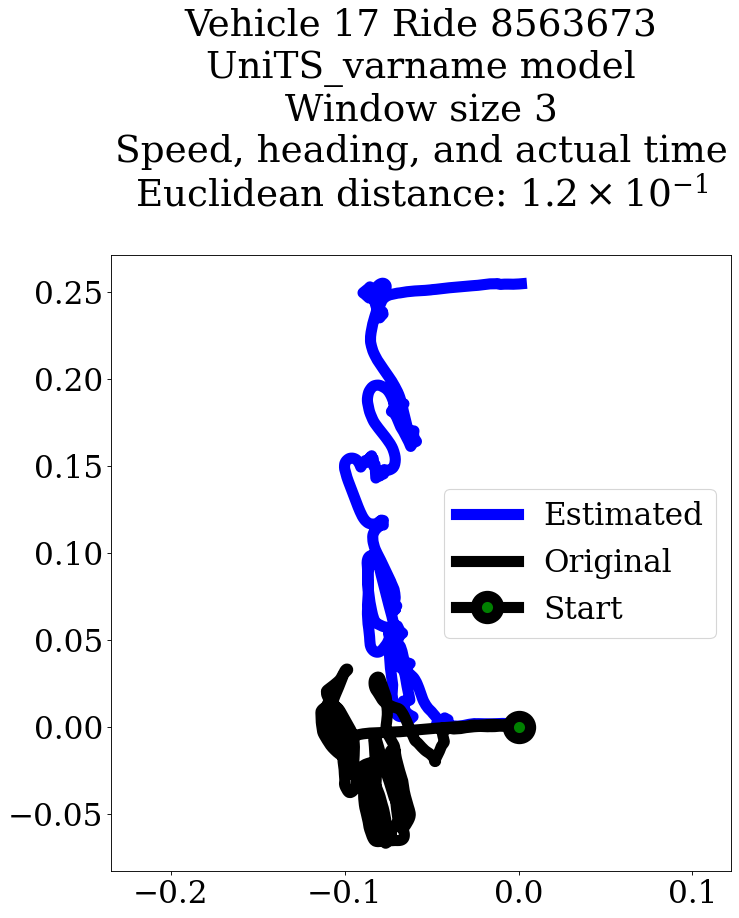 Vehicle 17 Ride 8563673
UniTS_varname model
Window size 3
Speed, heading, and actual time
Euclidean distance: 1.2 × 10⁻¹
0.25
0.20
0.15
0.10
0.05
0.00
−0.05
Estimated
Original
Start
−0.2
−0.1
0.0
0.1